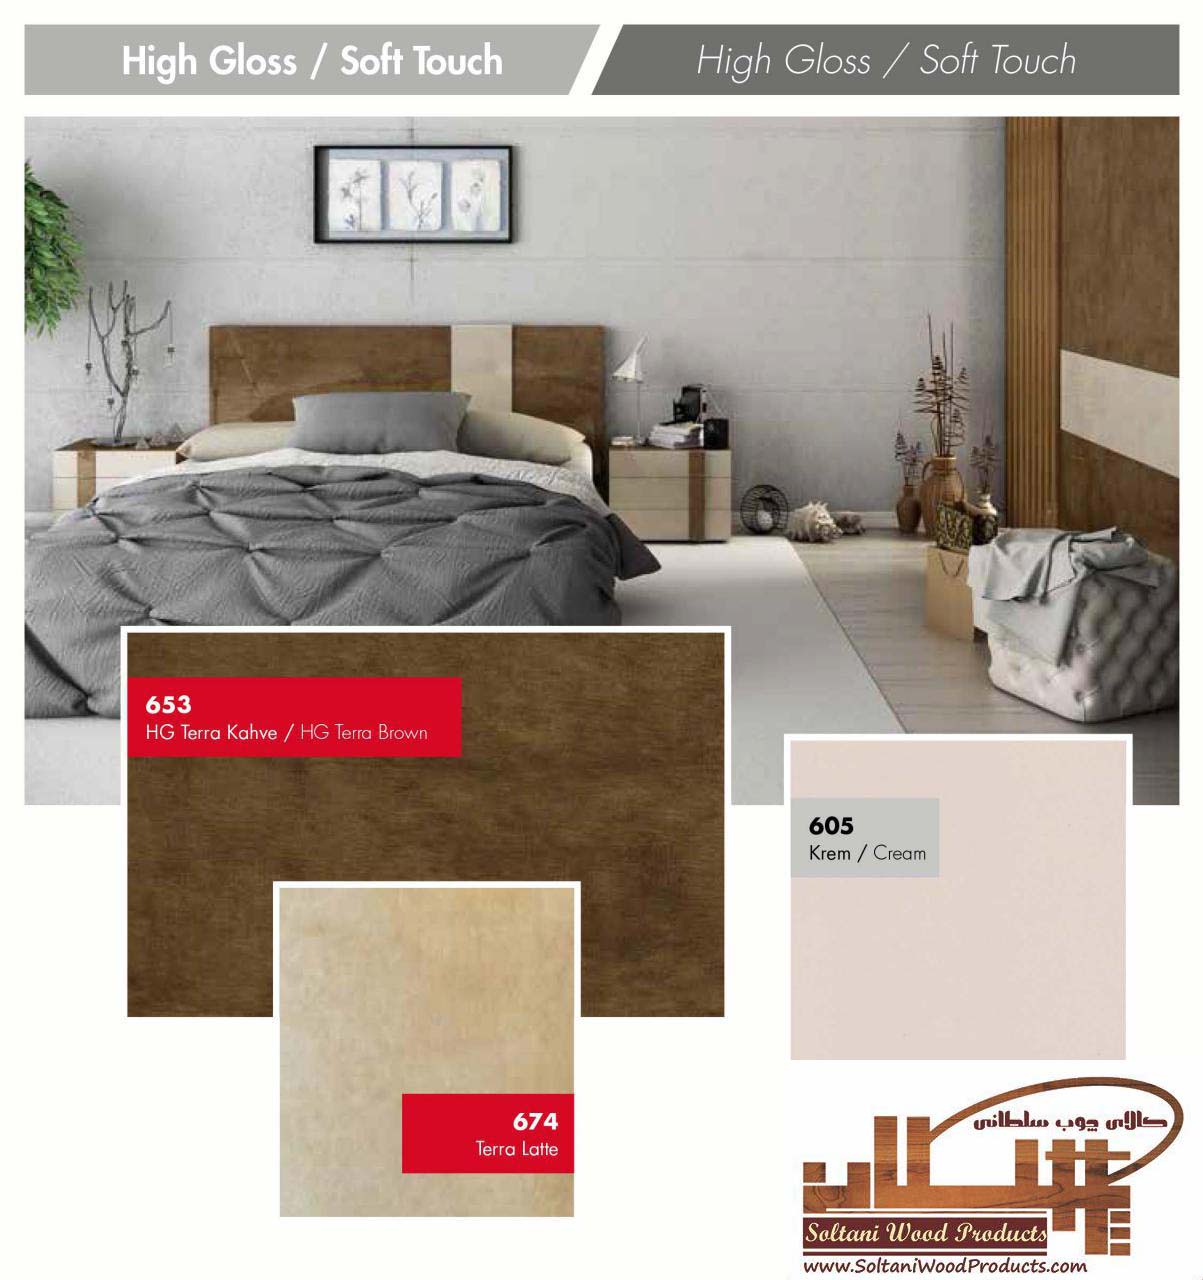 High Gloss / Soft Touch
High Gloss / Soft Touch
653
HG Terra Kahve / HG Terra Brown
605
Krem / Cream
674
Terra Latte
کالای چوب سلطانی
Soltani Wood Products
www.SoltaniWoodProducts.com